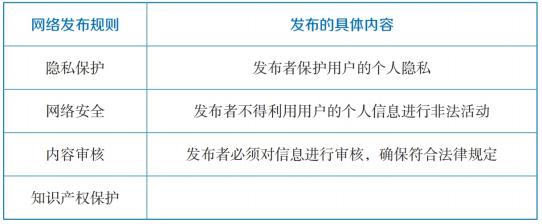 网络发布规则 发布的具体内容
隐私保护 发布者保护用户的个人隐私
网络安全 发布者不得利用用户的个人信息进行非法活动
内容审核 发布者必须对信息进行审核，确保符合法律规定
知识产权保护